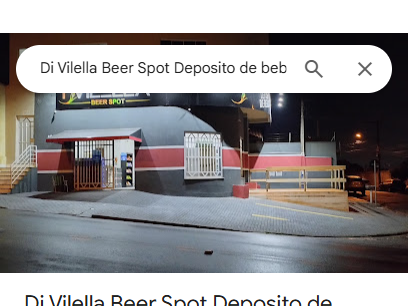 Di Vilella Beer Spot Deposito de beb
BEER SPOT
Di Vilella Beer Spot Deposito de